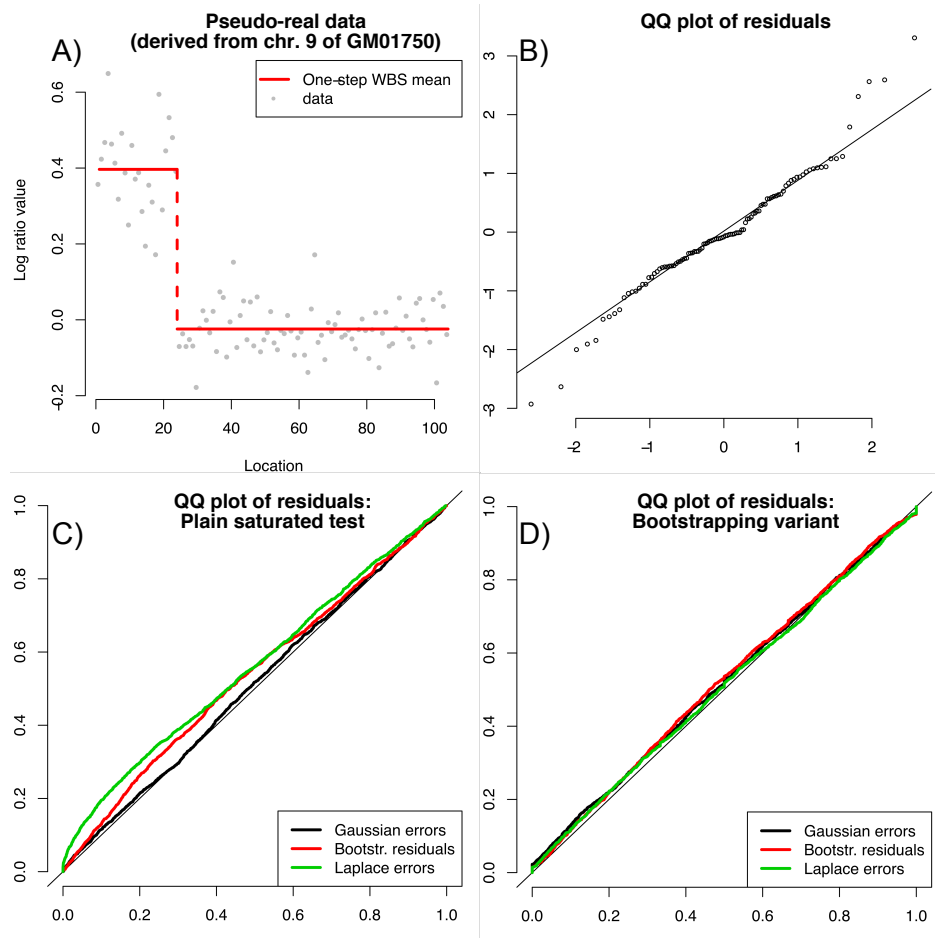 A)
Pseudo-real data
(derived from chr. 9 of GM01750)
One-step WBS mean
data
Log ratio value
0.6
0.4
0.2
0.0
-0.2
0 20 40 60 80 100
Location
B)
QQ plot of residuals
3
2
1
0
-1
-2
-3
-2 -1 0 1 2
C)
QQ plot of residuals:
Plain saturated test
1.0
0.8
0.6
0.4
0.2
0.0
Gaussian errors
Bootstr. residuals
Laplace errors
0.0 0.2 0.4 0.6 0.8 1.0
D)
QQ plot of residuals:
Bootstrapping variant
1.0
0.8
0.6
0.4
0.2
0.0
Gaussian errors
Bootstr. residuals
Laplace errors
0.0 0.2 0.4 0.6 0.8 1.0